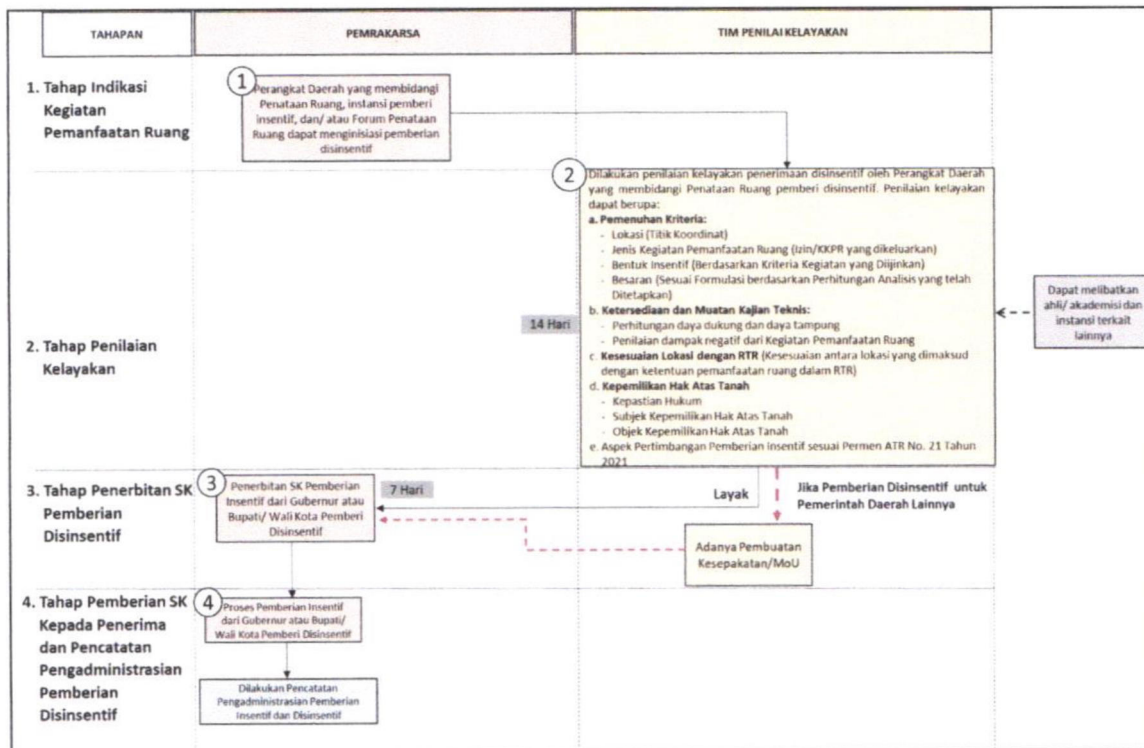 TAHAPAN
PEMRAKARSA
TIM PENILAI KELAYAKAN
1. Tahap Indikasi
Kegiatan
Pemanfaatan Ruang
1
Perangkat Daerah yang membidangi
Penataan Ruang, instansi pemberi
insentif, dan/ atau Forum Penataan
Ruang dapat menginisiasi pemberian
disinsentif
2. Tahap Penilaian
Kelayakan
14 Hari
2
Dilakukan penilaian kelayakan penerimaan disinsentif oleh Perangkat Daerah
yang membidangi Penataan Ruang pemberi disinsentif. Penilaian kelayakan
dapat berupa:
a. Pemenuhan Kriteria:
- Lokasi (Titik Koordinat)
- Jenis Kegiatan Pemanfaatan Ruang (Izin/KKPR yang dikeluarkan)
- Bentuk Insentif (Berdasarkan Kriteria Kegiatan yang Diijinkan)
- Besaran (Sesuai Formulasi berdasarkan Perhitungan Analisis yang telah
Ditetapkan)
b. Ketersediaan dan Muatan Kajian Teknis:
- Perhitungan daya dukung dan daya tampung
- Penilaian dampak negatif dari Kegiatan Pemanfaatan Ruang
c. Kesesuaian Lokasi dengan RTR (Kesesuaian antara lokasi yang dimaksud
dengan ketentuan pemanfaatan ruang dalam RTR)
d. Kepemilikan Hak Atas Tanah
- Kepastian Hukum
- Subjek Kepemilikan Hak Atas Tanah
- Objek Kepemilikan Hak Atas Tanah
e. Aspek Pertimbangan Pemberian Insentif sesuai Permen ATR No. 21 Tahun
2021
Dapat melibatkan
ahli/ akademisi dan
instansi terkait
lainnya
3. Tahap Penerbitan SK
Pemberian
Disinsentif
3
Penerbitan SK Pemberian
Insentif dari Gubernur atau
Bupati/ Wali Kota Pemberi
Disinsentif
7 Hari
Layak
Jika Pemberian Disinsentif untuk
Pemerintah Daerah Lainnya
Adanya Pembuatan
Kesepakatan/MoU
4. Tahap Pemberian SK
Kepada Penerima
dan Pencatatan
Pengadministrasian
Pemberian
Disinsentif
4
Proses Pemberian Insentif
dari Gubernur atau Bupati/
Wali Kota Pemberi Disinsentif
Dilakukan Pencatatan
Pengadministrasian Pemberian
Insentif dan Disinsentif